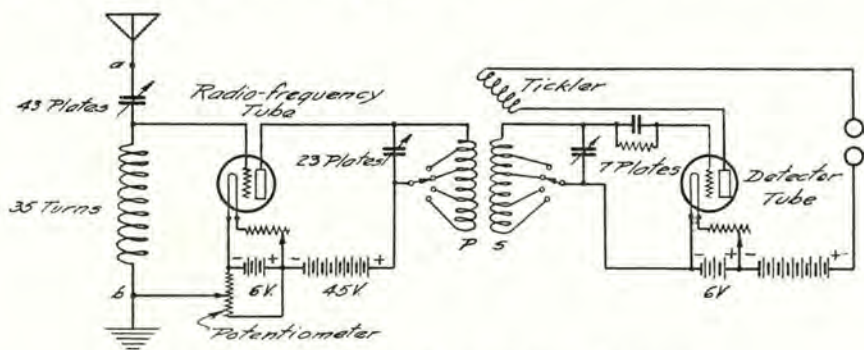 a
43 Plates
Radio-frequency
Tube
23 Plates
Tickler
7 Plates
Detector
Tube
35 Turns
P S
- + - +
6V. 45V.
- + - +
6V
b
Potentiometer